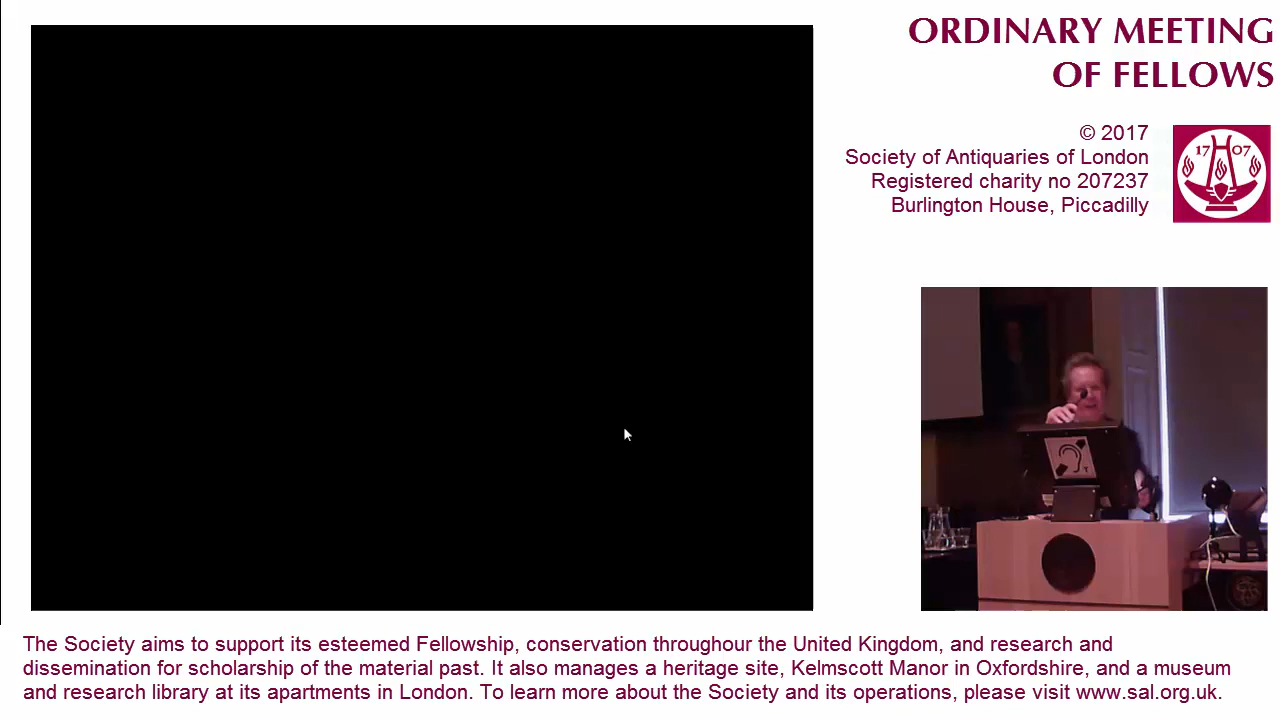 ORDINARY MEETING
OF FELLOWS
© 2017
Society of Antiquaries of London
Registered charity no 207237
Burlington House, Piccadilly
17 07
T
The Society aims to support its esteemed Fellowship, conservation throughour the United Kingdom, and research and
dissemination for scholarship of the material past. It also manages a heritage site, Kelmscott Manor in Oxfordshire, and a museum
and research library at its apartments in London. To learn more about the Society and its operations, please visit www.sal.org.uk.